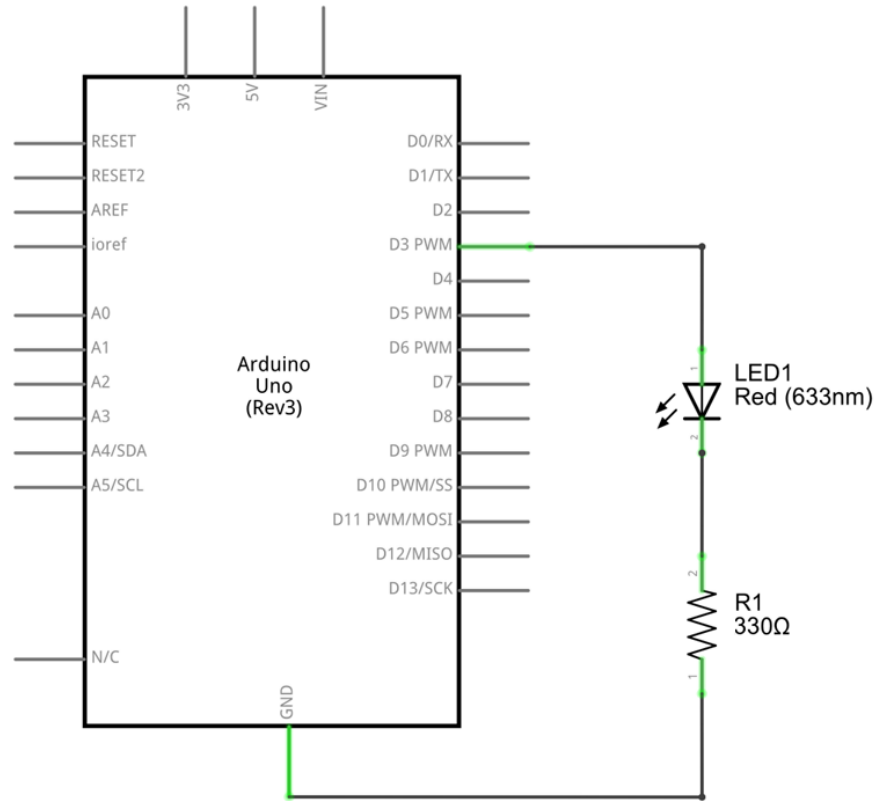 3V3
5V
VIN
RESET
RESET2
AREF
ioref
A0
A1
A2
A3
A4/SDA
A5/SCL
N/C
Arduino
Uno
(Rev3)
D0/RX
D1/TX
D2
D3 PWM
D4
D5 PWM
D6 PWM
D7
D8
D9 PWM
D10 PWM/SS
D11 PWM/MOSI
D12/MISO
D13/SCK
GND
1
LED1
Red (633nm)
2
2
R1
330Ω
1